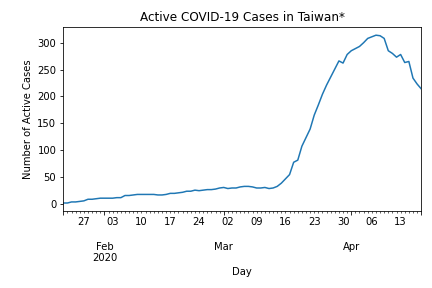 Active COVID-19 Cases in Taiwan*
Number of Active Cases
300
250
200
150
100
50
0
27 03 10 17 24 02 09 16 23 30 06 13
Feb Mar Apr
2020
Day